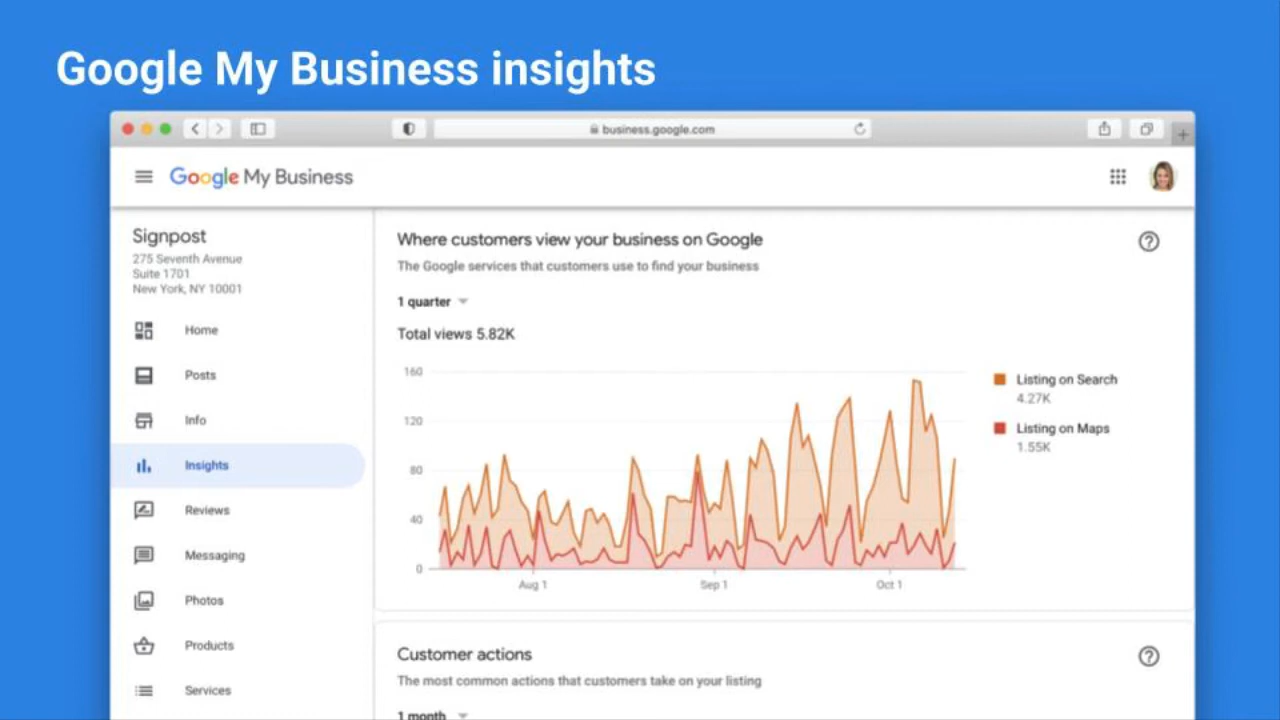 Google My Business insights
business.google.com
Google My Business
Signpost
275 Seventh Avenue
Suite 1701
New York, NY 10001
Home
Posts
Info
Insights
Reviews
Messaging
Photos
Products
Services
Where customers view your business on Google
The Google services that customers use to find your business
1 quarter
Total views 5.82K
160
120
80
40
0
Aug 1
Sep 1
Oct 1
Listing on Search
4.27K
Listing on Maps
1.55K
Customer actions
The most common actions that customers take on your listing
1 month